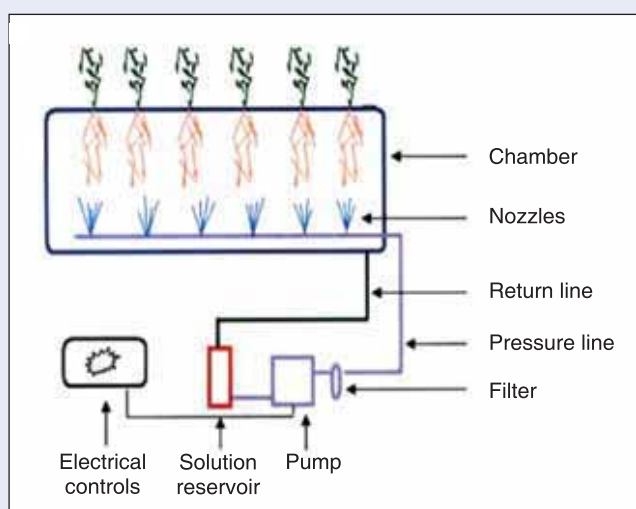 Chamber
Nozzles
Return line
Pressure line
Filter
Electrical
controls
Solution
reservoir
Pump